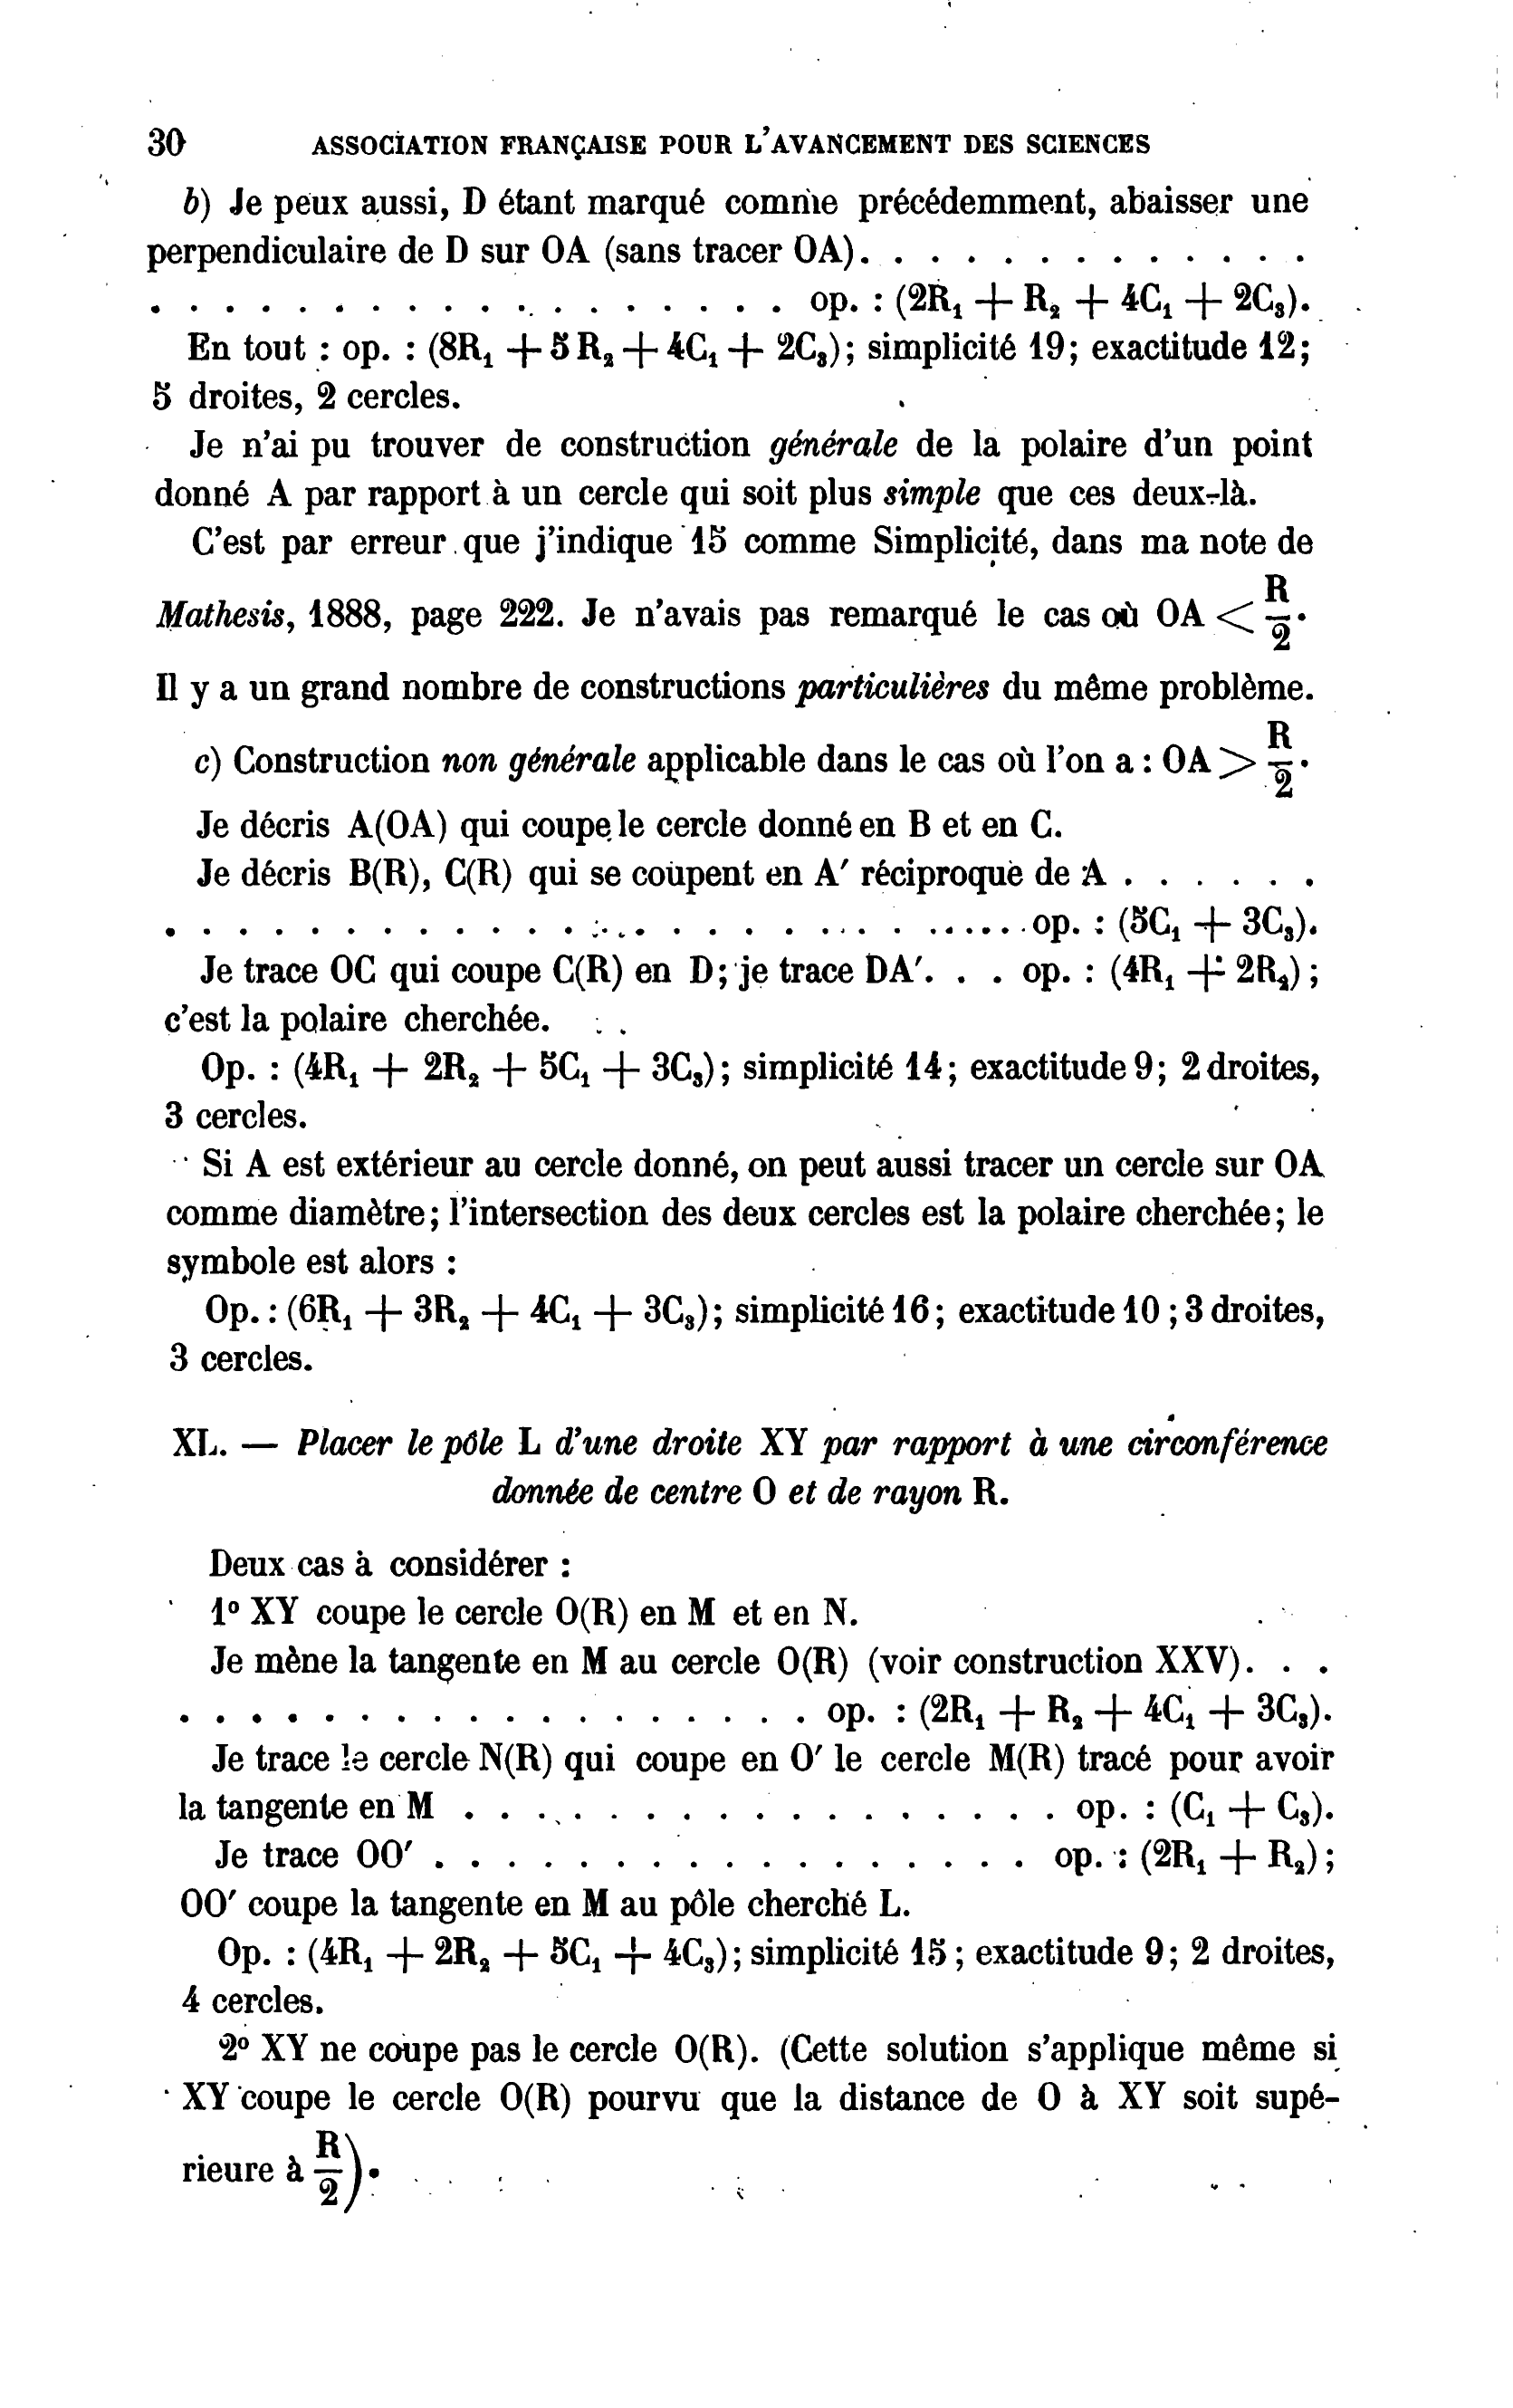 30 ASSOCIATION FRANÇAISE POUR L'AVANCEMENT DES SCIENCES
b) Je peux aussi, D étant marqué comme précédemment, abaisser une
perpendiculaire de D sur OA (sans tracer OA). . . . . . . . . . . . .
. . . . . . . . . . . . . . . . . . op. : (2R₁ + R₂ + 4C₁ + 2C₃).
En tout : op. : (8R₁ + 5R₂ + 4C₁ + 2C₃); simplicité 19; exactitude 12;
5 droites, 2 cercles.
Je n'ai pu trouver de construction générale de la polaire d'un point
donné A par rapport à un cercle qui soit plus simple que ces deux-là.
C'est par erreur que j'indique 15 comme Simplicité, dans ma note de
Mathesis, 1888, page 222. Je n'avais pas remarqué le cas où OA < R/2.
Il y a un grand nombre de constructions particulières du même problème.
c) Construction non générale applicable dans le cas où l'on a : OA > R/2.
Je décris A(OA) qui coupe le cercle donné en B et en C.
Je décris B(R), C(R) qui se coupent en A' réciproque de A . . . . . .
. . . . . . . . . . . . . . . . . . . . . . . . op. : (5C₁ + 3C₃).
Je trace OC qui coupe C(R) en D; je trace DA'. . . op. : (4R₁ + 2R₂);
c'est la polaire cherchée.
Op. : (4R₁ + 2R₂ + 5C₁ + 3C₃); simplicité 14; exactitude 9; 2 droites,
3 cercles.
Si A est extérieur au cercle donné, on peut aussi tracer un cercle sur OA
comme diamètre; l'intersection des deux cercles est la polaire cherchée; le
symbole est alors :
Op. : (6R₁ + 3R₂ + 4C₁ + 3C₃); simplicité 16; exactitude 10; 3 droites,
3 cercles.
XL. — Placer le pôle L d'une droite XY par rapport à une circonférence
donnée de centre O et de rayon R.
Deux cas à considérer :
1° XY coupe le cercle O(R) en M et en N.
Je mène la tangente en M au cercle O(R) (voir construction XXV). . .
. . . . . . . . . . . . . . . . . . op. : (2R₁ + R₂ + 4C₁ + 3C₃).
Je trace le cercle N(R) qui coupe en O' le cercle M(R) tracé pour avoir
la tangente en M . . . . . . . . . . . . . . . . . op. : (C₁ + C₃).
Je trace OO' . . . . . . . . . . . . . . . . . op. : (2R₁ + R₂);
OO' coupe la tangente en M au pôle cherché L.
Op. : (4R₁ + 2R₂ + 5C₁ + 4C₃); simplicité 15; exactitude 9; 2 droites,
4 cercles.
2° XY ne coupe pas le cercle O(R). (Cette solution s'applique même si
XY coupe le cercle O(R) pourvu que la distance de O à XY soit supé-
rieure à R/2).